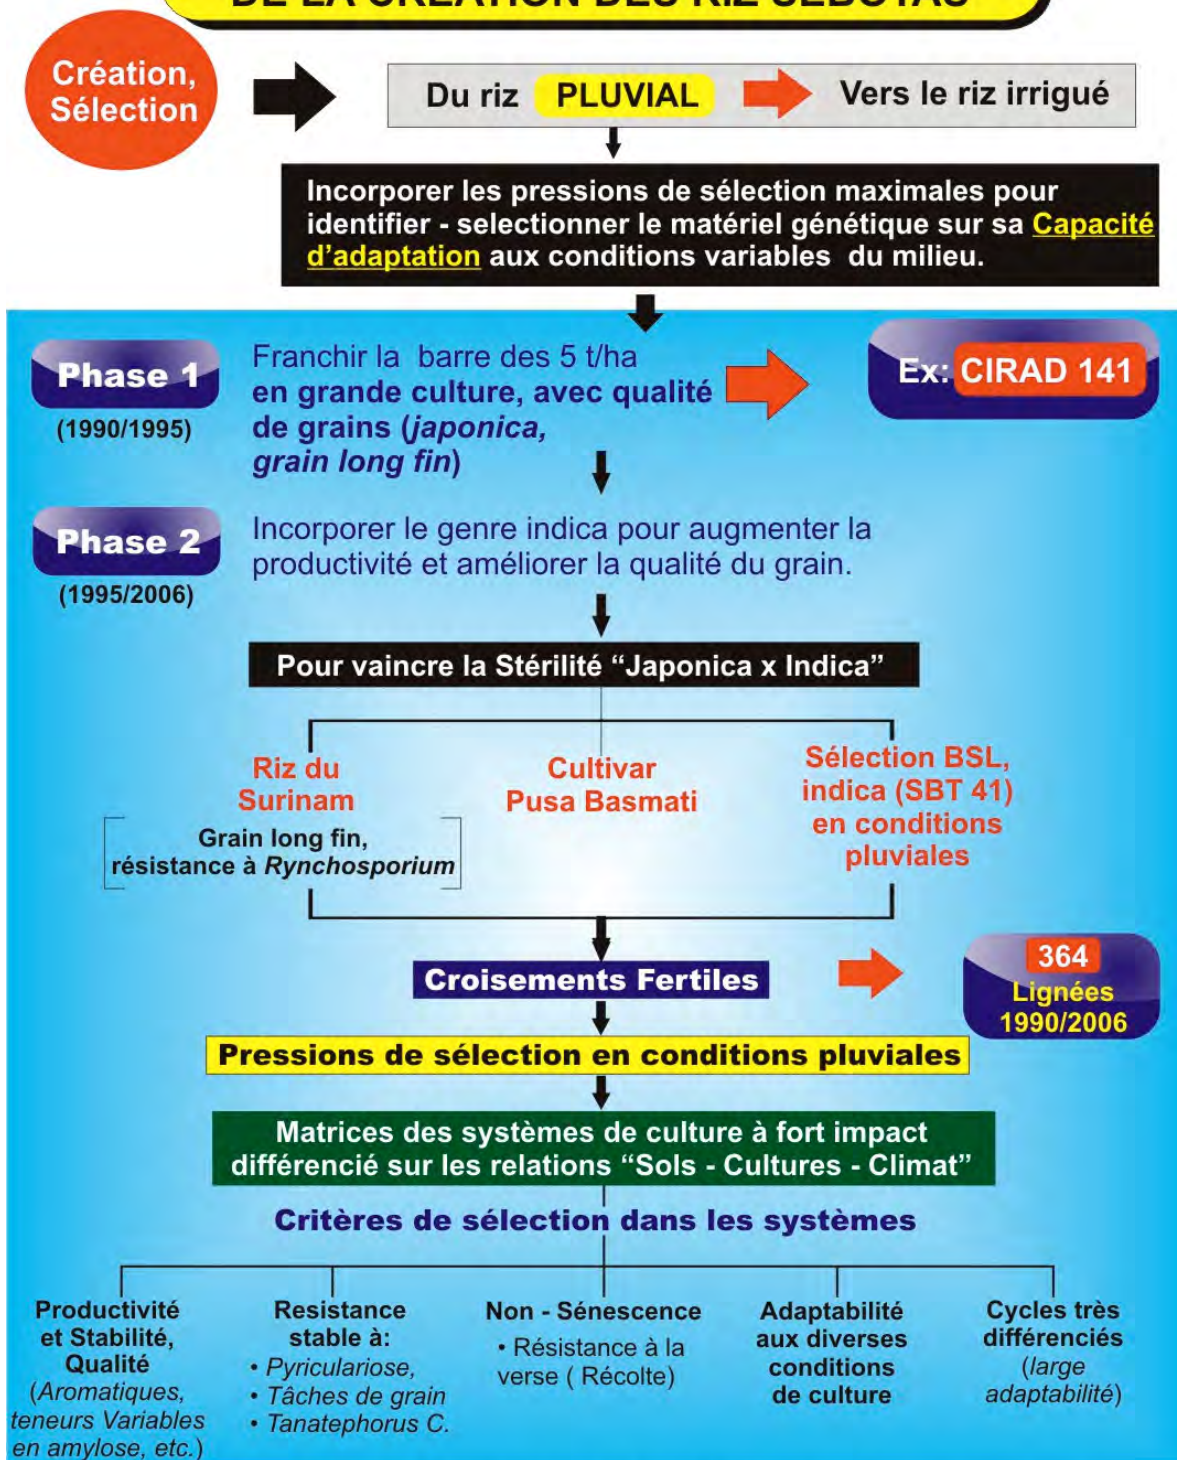 DE LA CRÉATION DES RIZ SEBOTAS
Création,
Sélection
Du riz PLUVIAL Vers le riz irrigué
Incorporer les pressions de sélection maximales pour
identifier - selectionner le matériel génétique sur sa Capacité
d'adaptation aux conditions variables du milieu.
Phase 1
(1990/1995)
Franchir la barre des 5 t/ha
en grande culture, avec qualité
de grains (japonica,
grain long fin)
Ex: CIRAD 141
Phase 2
(1995/2006)
Incorporer le genre indica pour augmenter la
productivité et améliorer la qualité du grain.
Pour vaincre la Stérilité “Japonica x Indica”
Riz du
Surinam
Grain long fin,
résistance à Rynchosporium
Cultivar
Pusa Basmati
Sélection BSL,
indica (SBT 41)
en conditions
pluviales
Croisements Fertiles
364
Lignées
1990/2006
Pressions de sélection en conditions pluviales
Matrices des systèmes de culture à fort impact
différencié sur les relations “Sols - Cultures - Climat”
Critères de sélection dans les systèmes
Productivité
et Stabilité,
Qualité
(Aromatiques,
teneurs Variables
en amylose, etc.)
Resistance
stable à:
• Pyriculariose,
• Tâches de grain
• Tanatephorus C.
Non - Sénescence
• Résistance à la
verse ( Récolte)
Adaptabilité
aux diverses
conditions
de culture
Cycles très
différenciés
(large
adaptabilité)